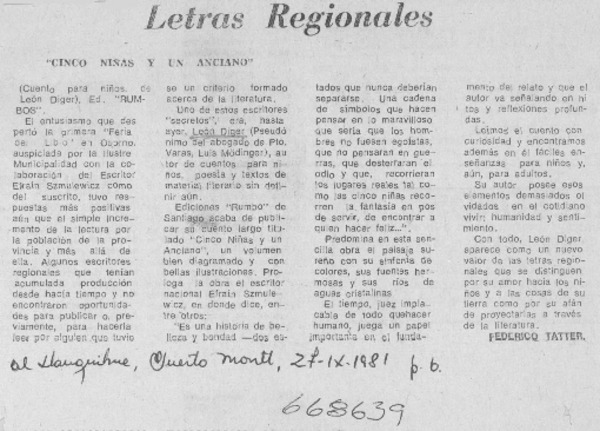 Letras Regionales
"CINCO NIÑAS Y UN ANCIANO"
(Cuento para niños, de
León Diger), Ed. "RUM-
BOS".
El entusiasmo que des
pertó la primera "Feria
del Libro" en Osorno,
auspiciada por la Ilustre
Municipalidad con la co
laboración del Escritor
Efraín Szmulewicz como
del suscrito, tuvo res-
puestas más positivas
aún que el simple incre-
mento de la lectura por
la población de la pro-
vincia y más allá de
ella. Algunos escritores
regionales que tenían
acumulada producción
desde hacía tiempo y no
encontraron oportunida-
des para publicar o, pre-
viamente, para hacerla
leer por alguien que tuvie
se un criterio formado
acerca de la literatura.
Uno de estos escritores
"secretos", era, hasta
ayer, León Diger (Pseudó
nimo del abogado de Pto.
Varas, Luis Mödinger), au
tor de cuentos para ni-
ños, poesía y textos de
material literario sin defi-
nir aún.
Ediciones "Rumbo" de
Santiago acaba de publi-
car su cuento largo titu
lado "Cinco Niñas y un
Anciano", un volumen
bien diagramado y con
bellas ilustraciones. Pró-
loga la obra el escritor
nacional Efraín Szmule-
wicz, en donde dice, en-
tre otros:
"Es una historia de be-
lleza y bondad —dos es-
tados que nunca deberían
separarse. Una cadena
de símbolos que hacen
pensar en lo maravilloso
que sería que los hom-
bres no fuesen egoístas,
que no pensaran en gue-
rras, que desterraran el
odio y que, recorrieran
los lugares reales tal co-
mo las cinco niñas reco-
rren la fantasía en pos
de servir, de encontrar a
quien hacer feliz...".
Predomina en esta sen-
cilla obra el paisaje su-
reño con su sinfonía de
colores, sus fuentes her-
mosas y sus ríos de
aguas cristalinas.
El tiempo, juez impla-
cable de todo quehacer
humano, juega un papel
importante en el funda-
mento del relato y que el
autor va señalando en ni
tos y reflexiones profun-
das.
Leímos el cuento con
curiosidad y encontramos
además en él fáciles en-
señanzas para niños y,
aún, para adultos.
Su autor posee esos
elementos demasiados ol
vidados en el cotidiano
vivir: humanidad y senti-
miento.
Con todo, León Diger,
aparece como un nuevo
valor de las letras regio-
nales que se distinguen
por su amor hacia los ni-
ños y a las cosas de su
tierra como por su afán
de proyectarlas a través
de la literatura.
FEDERICO TATTER.
el Llanquihue, Puerto Montt, 27-IX-1981 p. 6.
668639